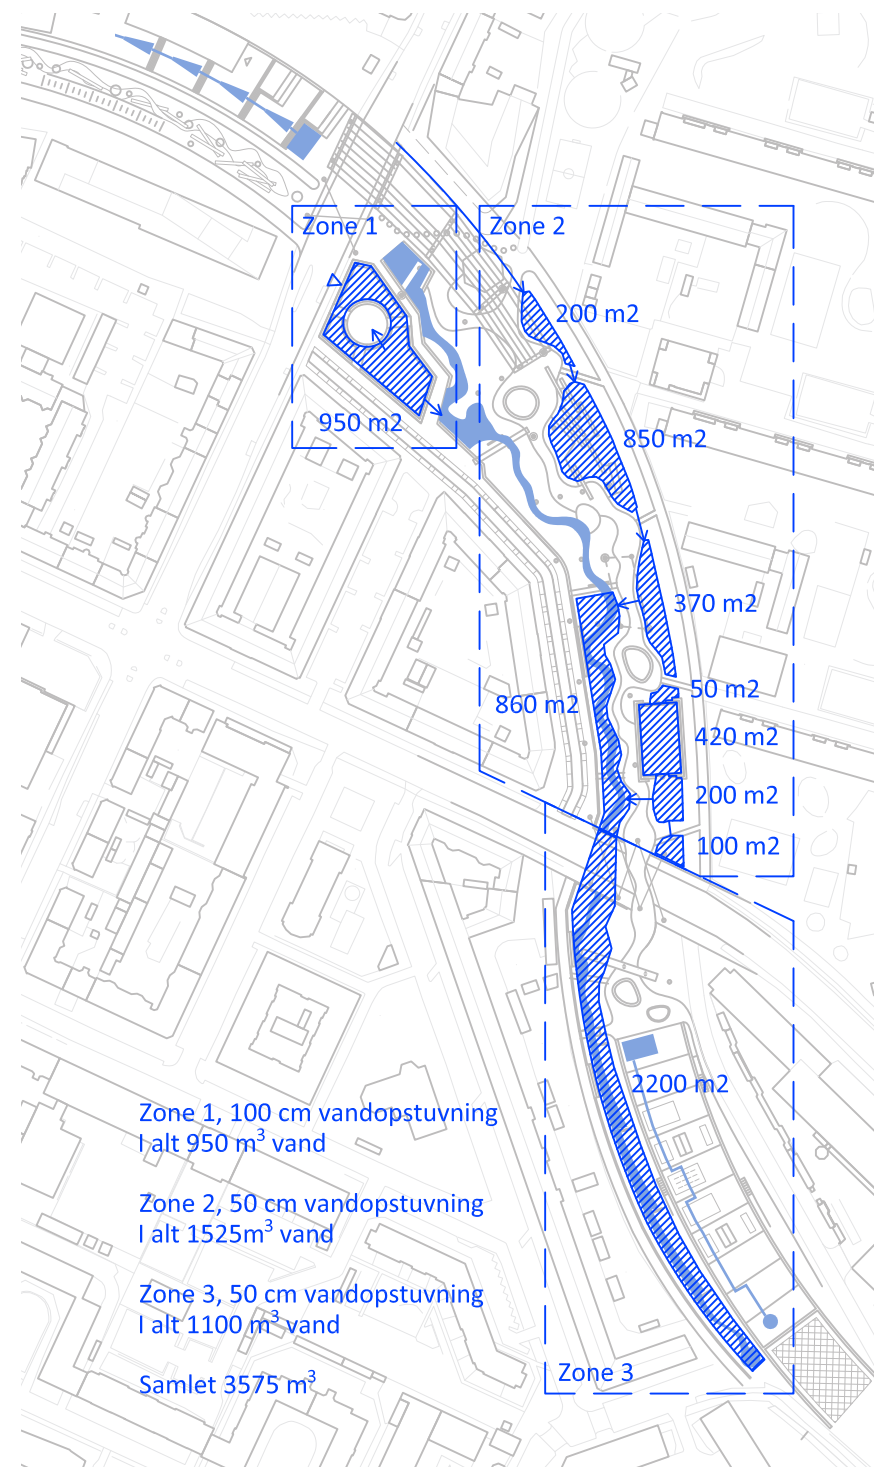 Zone 1
Zone 2
200 m2
950 m2
850 m2
370 m2
50 m2
860 m2
420 m2
200 m2
100 m2
2200 m2
Zone 1, 100 cm vandopstuvning
I alt 950 m³ vand
Zone 2, 50 cm vandopstuvning
I alt 1525m³ vand
Zone 3, 50 cm vandopstuvning
I alt 1100 m³ vand
Zone 3
Samlet 3575 m³